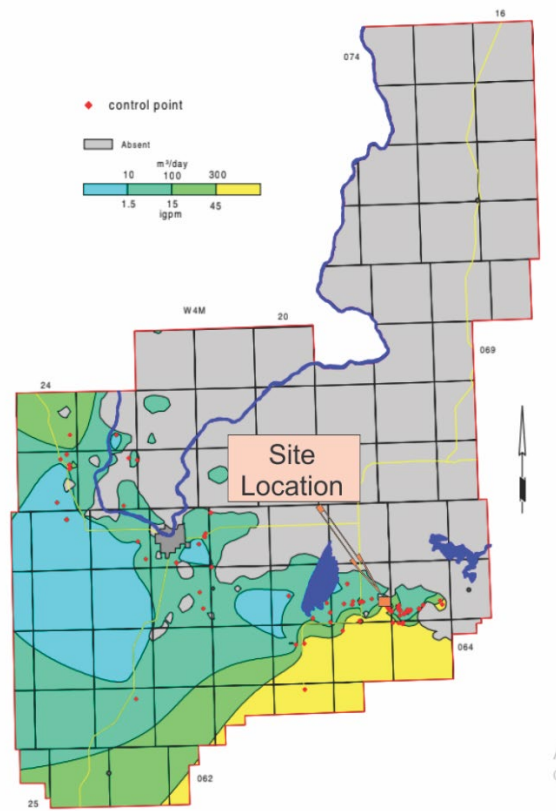 16
074
control point
Absent
m³/day
10 100 300
1.5 15 45
igpm
W4M
20
069
24
Site
Location
064
062
25